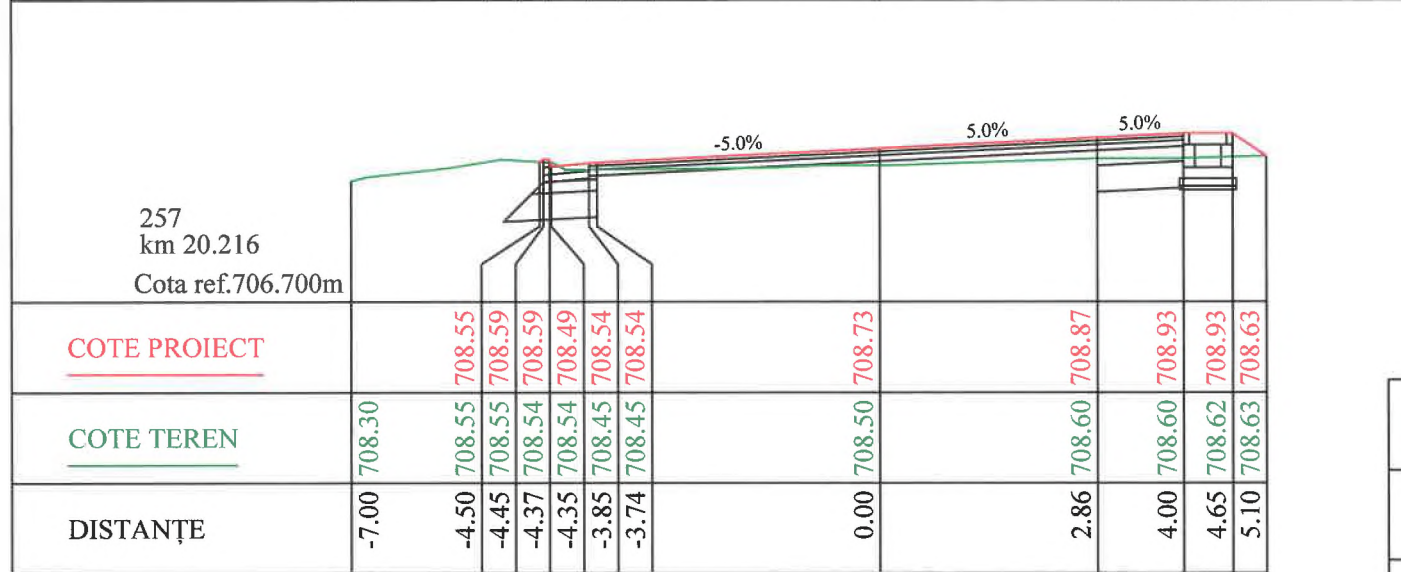 -5.0%
5.0%
5.0%
257
km 20.216
Cota ref.706.700m
COTE PROIECT
708.55 708.59 708.59 708.49 708.54 708.54 708.73 708.87 708.93 708.93 708.63
COTE TEREN
708.30 708.55 708.55 708.54 708.54 708.45 708.45 708.50 708.60 708.60 708.62 708.63
DISTANȚE
-7.00 -4.50 -4.45 -4.37 -4.35 -3.85 -3.74 0.00 2.86 4.00 4.65 5.10